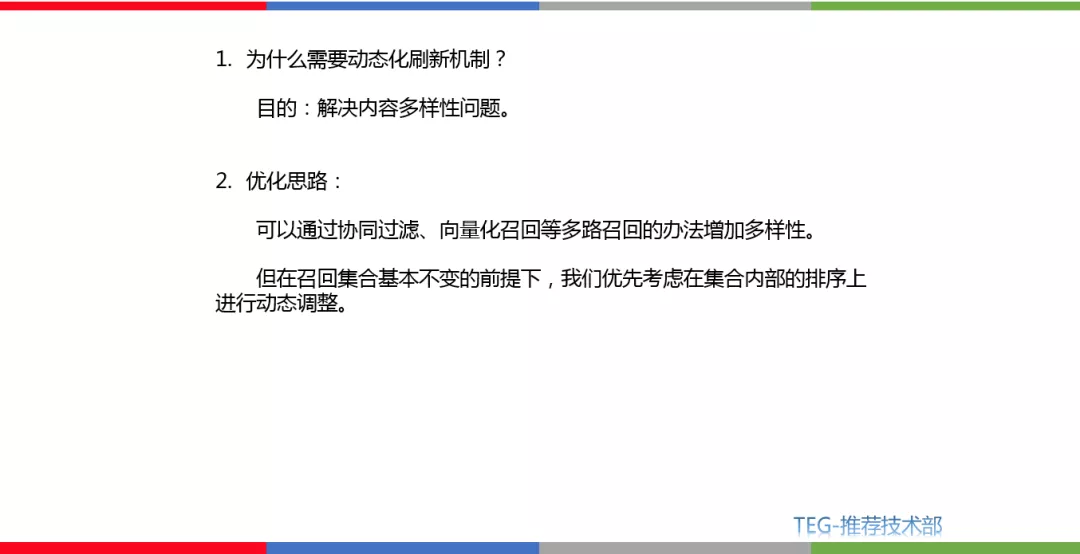 1. 为什么需要动态化刷新机制？
目的：解决内容多样性问题。
2. 优化思路：
可以通过协同过滤、向量化召回等多路召回的办法增加多样性。
但在召回集合基本不变的前提下，我们优先考虑在集合内部的排序上
进行动态调整。
TEG-推荐技术部